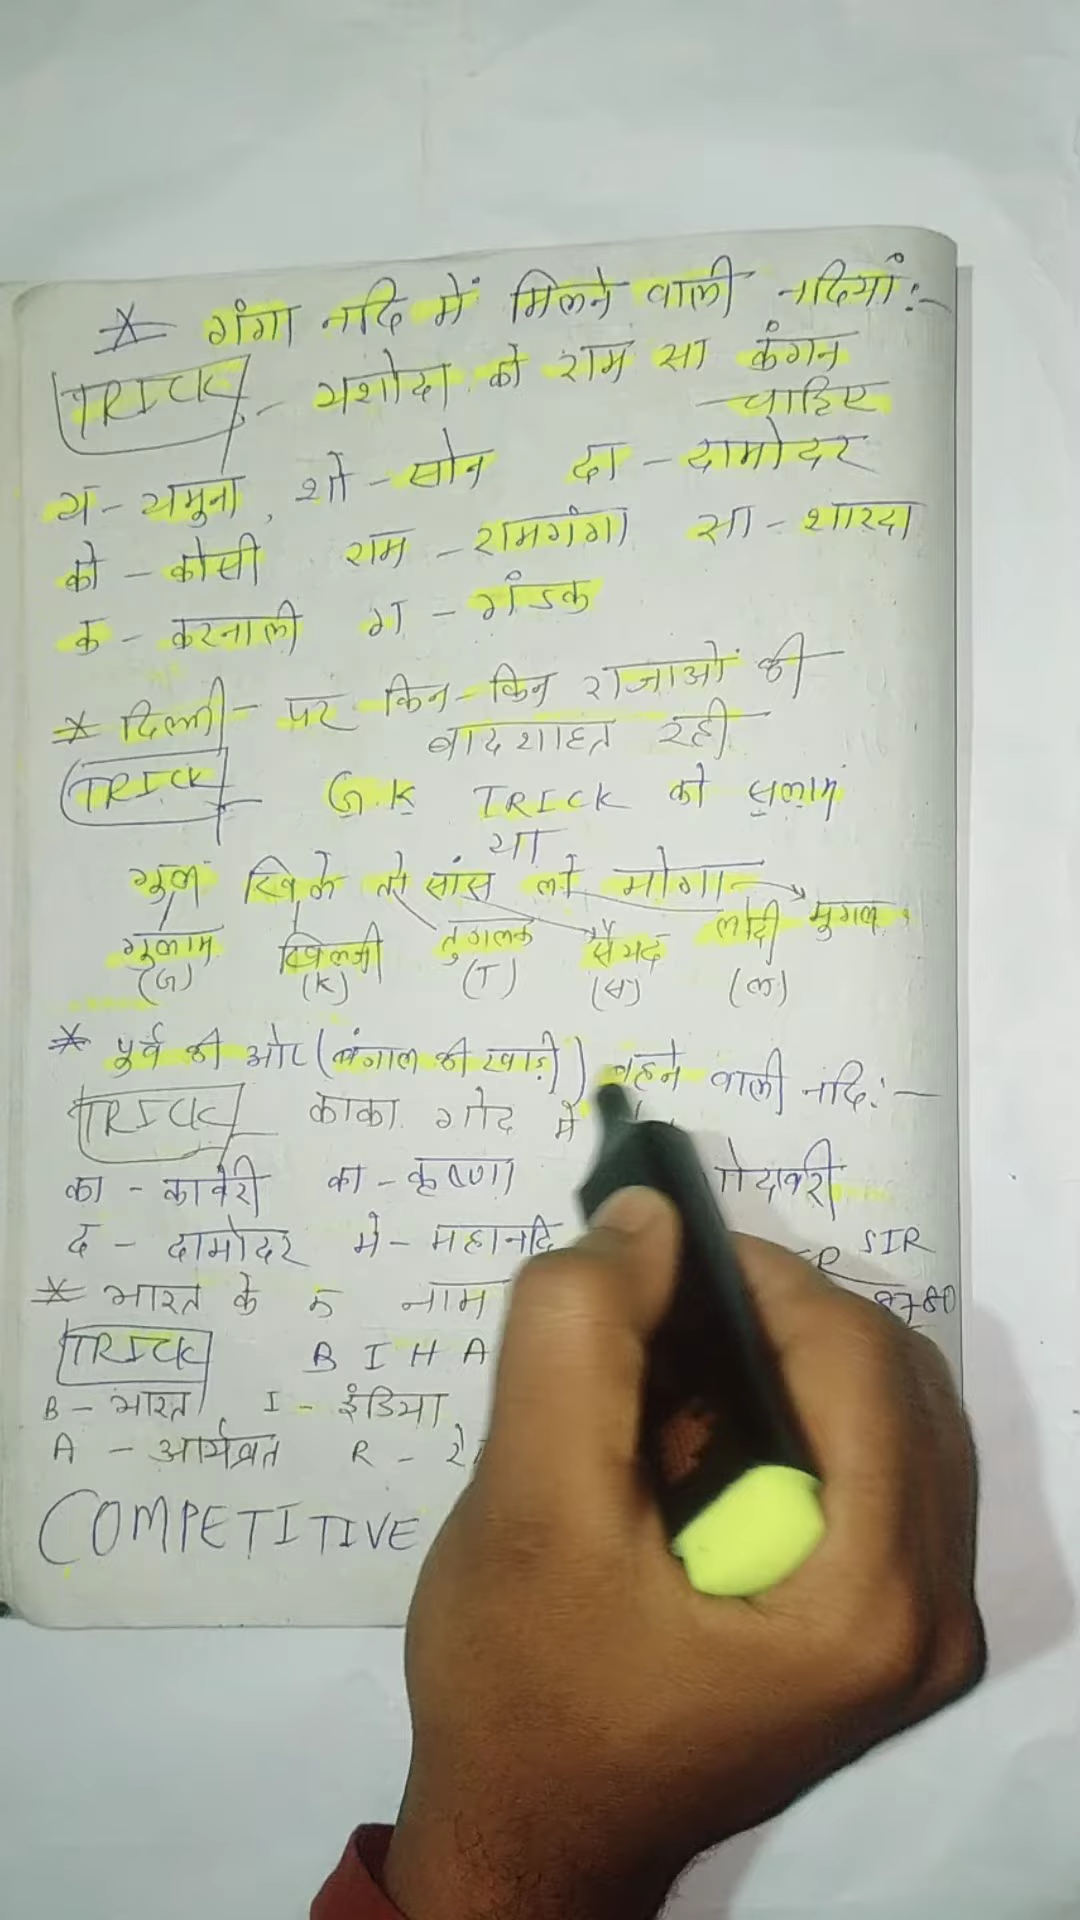 * गंगा नदि में मिलने वाली नदियां:-
TRICK - यशोदा को राम सा कंगन
चाहिए
य - यमुना, शो - सोन दा - दामोदर
को - कोसी राम - रामगंगा सा - शारदा
क - करनाली ग - गंडक
* दिल्ली - पर किन-किन राजाओं की
बादशाहत रही
TRICK G.K TRICK को सलाम
या
गुल खिके तो सांस लो मोगा
गुलाम खिलजी तुगलक सैयद लोदी मुगल
(G) (K) (T) (स) (ल)
* पूर्व की ओर (बंगाल की खाड़ी) बहने वाली नदि:-
TRICK काका गोद मे
का - कावेरी का - कृष्णा गोदावरी
द - दामोदर मे - महानदि
SIR
* भारत के 5 नाम 8780
TRICK B I H A
B - भारत, I - इंडिया
A - आर्यव्रत R -
COMPETITIVE